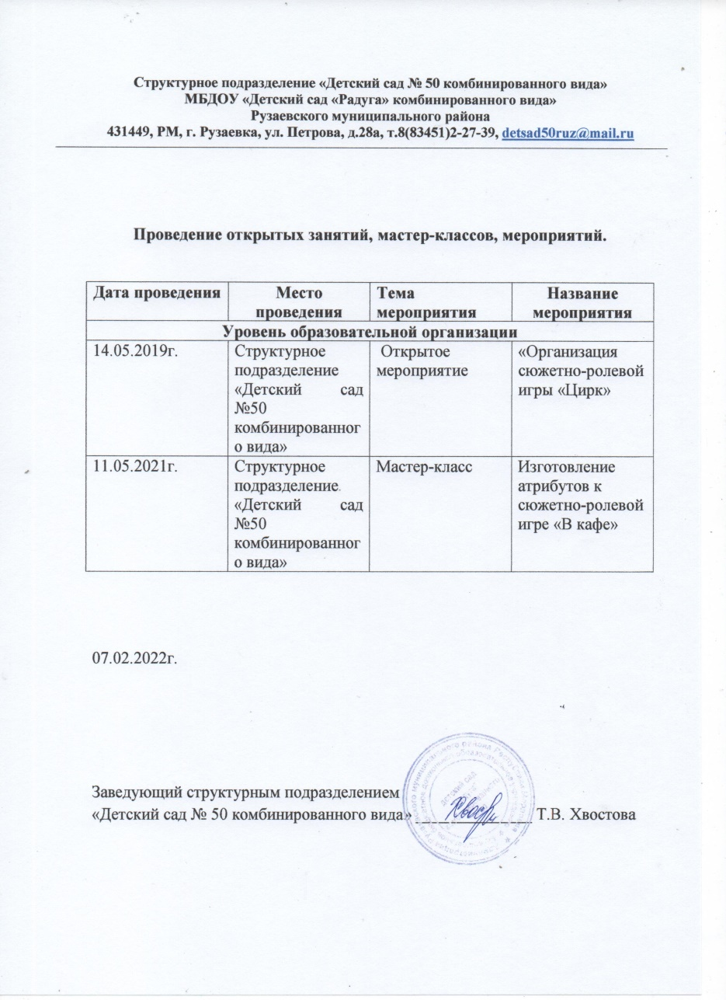 Структурное подразделение «Детский сад № 50 комбинированного вида»
МБДОУ «Детский сад «Радуга» комбинированного вида»
Рузаевского муниципального района
431449, РМ, г. Рузаевка, ул. Петрова, д.28а, т.8(83451)2-27-39, detsad50ruz@mail.ru
Проведение открытых занятий, мастер-классов, мероприятий.
Дата проведения
Место
проведения
Тема
мероприятия
Название
мероприятия
Уровень образовательной организации
14.05.2019г.
Структурное
подразделение
«Детский сад
№50
комбинированног
о вида»
Открытое
мероприятие
«Организация
сюжетно-ролевой
игры «Цирк»
11.05.2021г.
Структурное
подразделение
«Детский сад
№50
комбинированног
о вида»
Мастер-класс
Изготовление
атрибутов к
сюжетно-ролевой
игре «В кафе»
07.02.2022г.
Заведующий структурным подразделением
«Детский сад № 50 комбинированного вида» Т.В. Хвостова